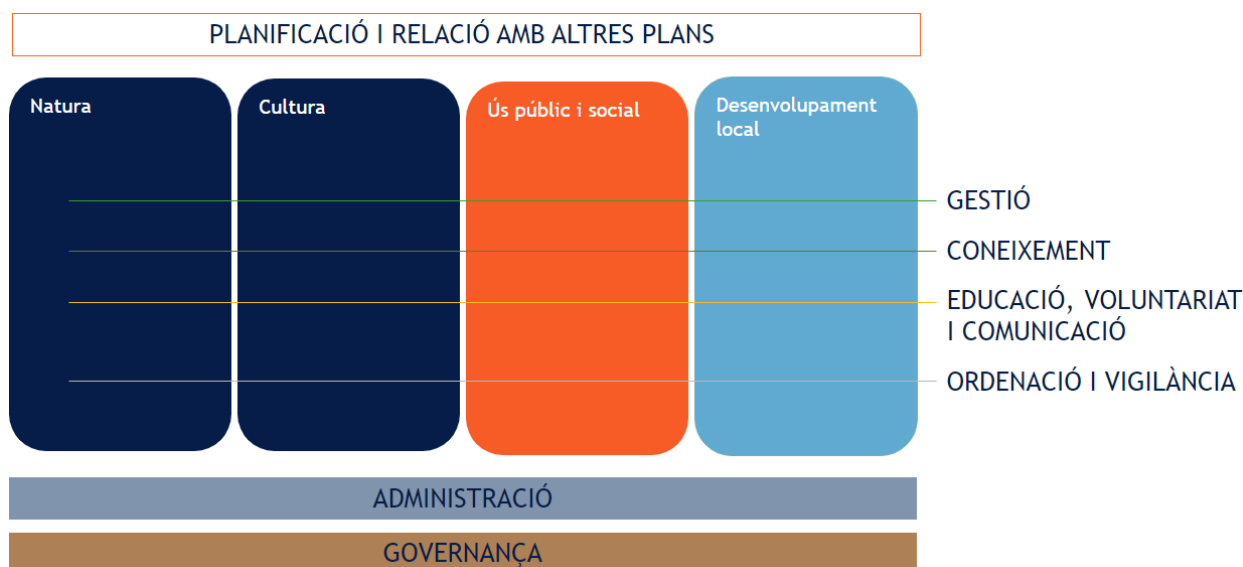 PLANIFICACIÓ I RELACIÓ AMB ALTRES PLANS
Natura
Cultura
Ús públic i social
Desenvolupament
local
GESTIÓ
CONEIXEMENT
EDUCACIÓ, VOLUNTARIAT
I COMUNICACIÓ
ORDENACIÓ I VIGILÀNCIA
ADMINISTRACIÓ
GOVERNANÇA